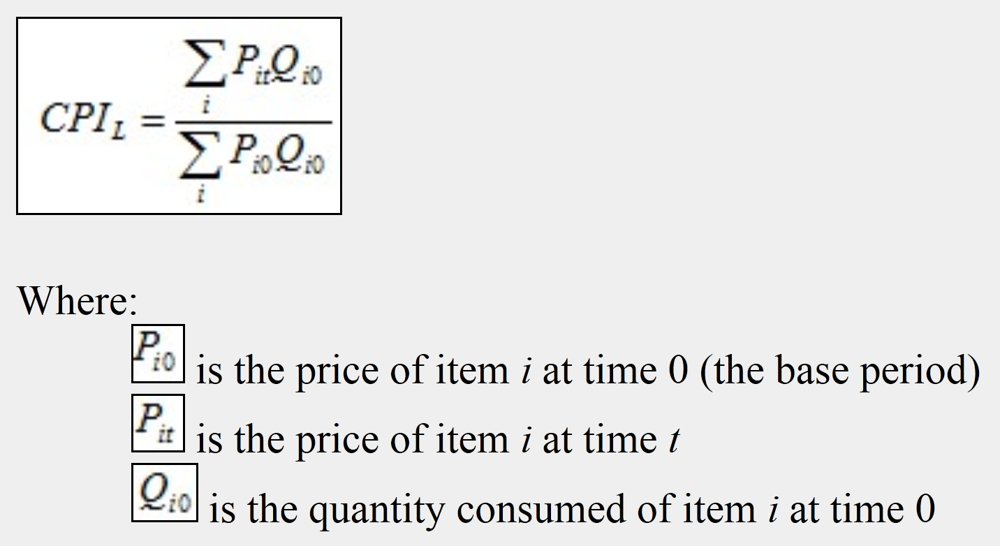 CPI_L = \frac{\sum_i P_{it} Q_{i0}}{\sum_i P_{i0} Q_{i0}}
Where:
P_{i0} is the price of item i at time 0 (the base period)
P_{it} is the price of item i at time t
Q_{i0} is the quantity consumed of item i at time 0